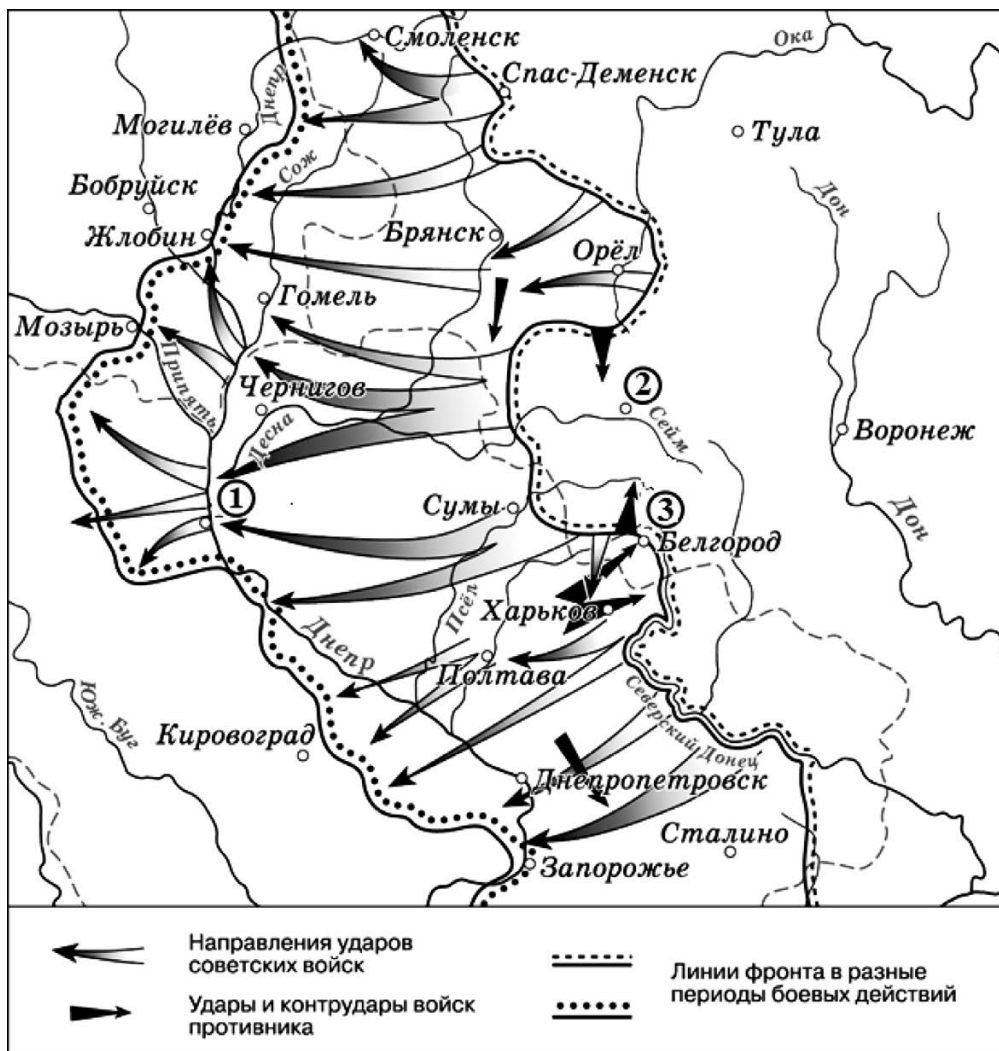 Смоленск
Ока
Спас-Деменск
Днепр
Могилёв
Тула
Сож
Дон
Бобруйск
Жлобин
Брянск
Орёл
Гомель
Мозырь
Припять
Чернигов
2
Сейм
Воронеж
Десна
1
Сумы
3
Дон
Белгород
Псёл
Харьков
Днепр
Полтава
Юж. Буг
Северский Донец
Кировоград
Днепропетровск
Сталино
Запорожье
Направления ударов
советских войск
Удары и контрудары войск
противника
Линии фронта в разные
периоды боевых действий